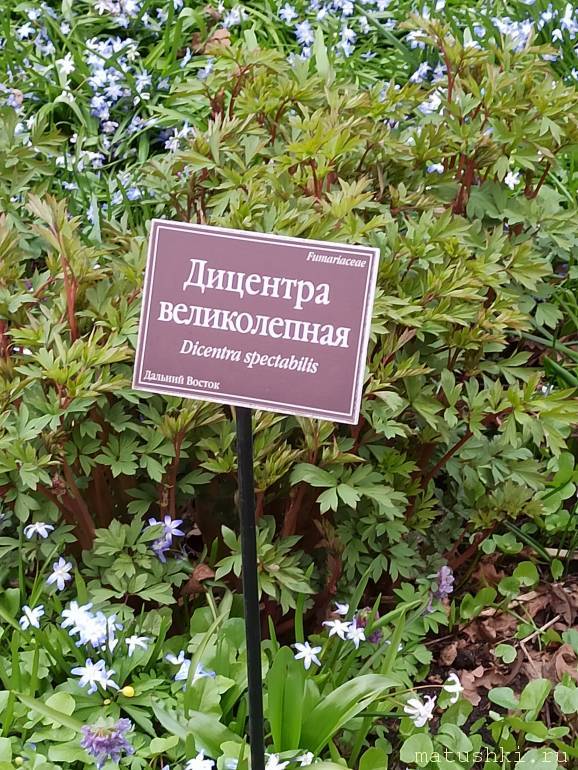 Fumariaceae
Дицентра
великолепная
Dicentra spectabilis
Дальний Восток
matushki.ru